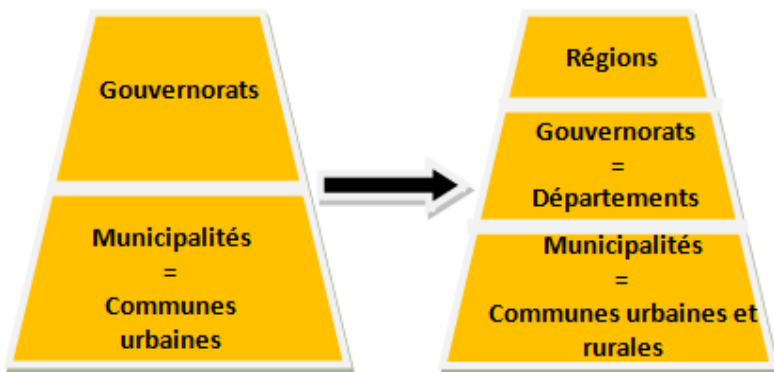 Gouvernorats
Municipalités
=
Communes
urbaines
Régions
Gouvernorats
=
Départements
Municipalités
=
Communes urbaines et
rurales